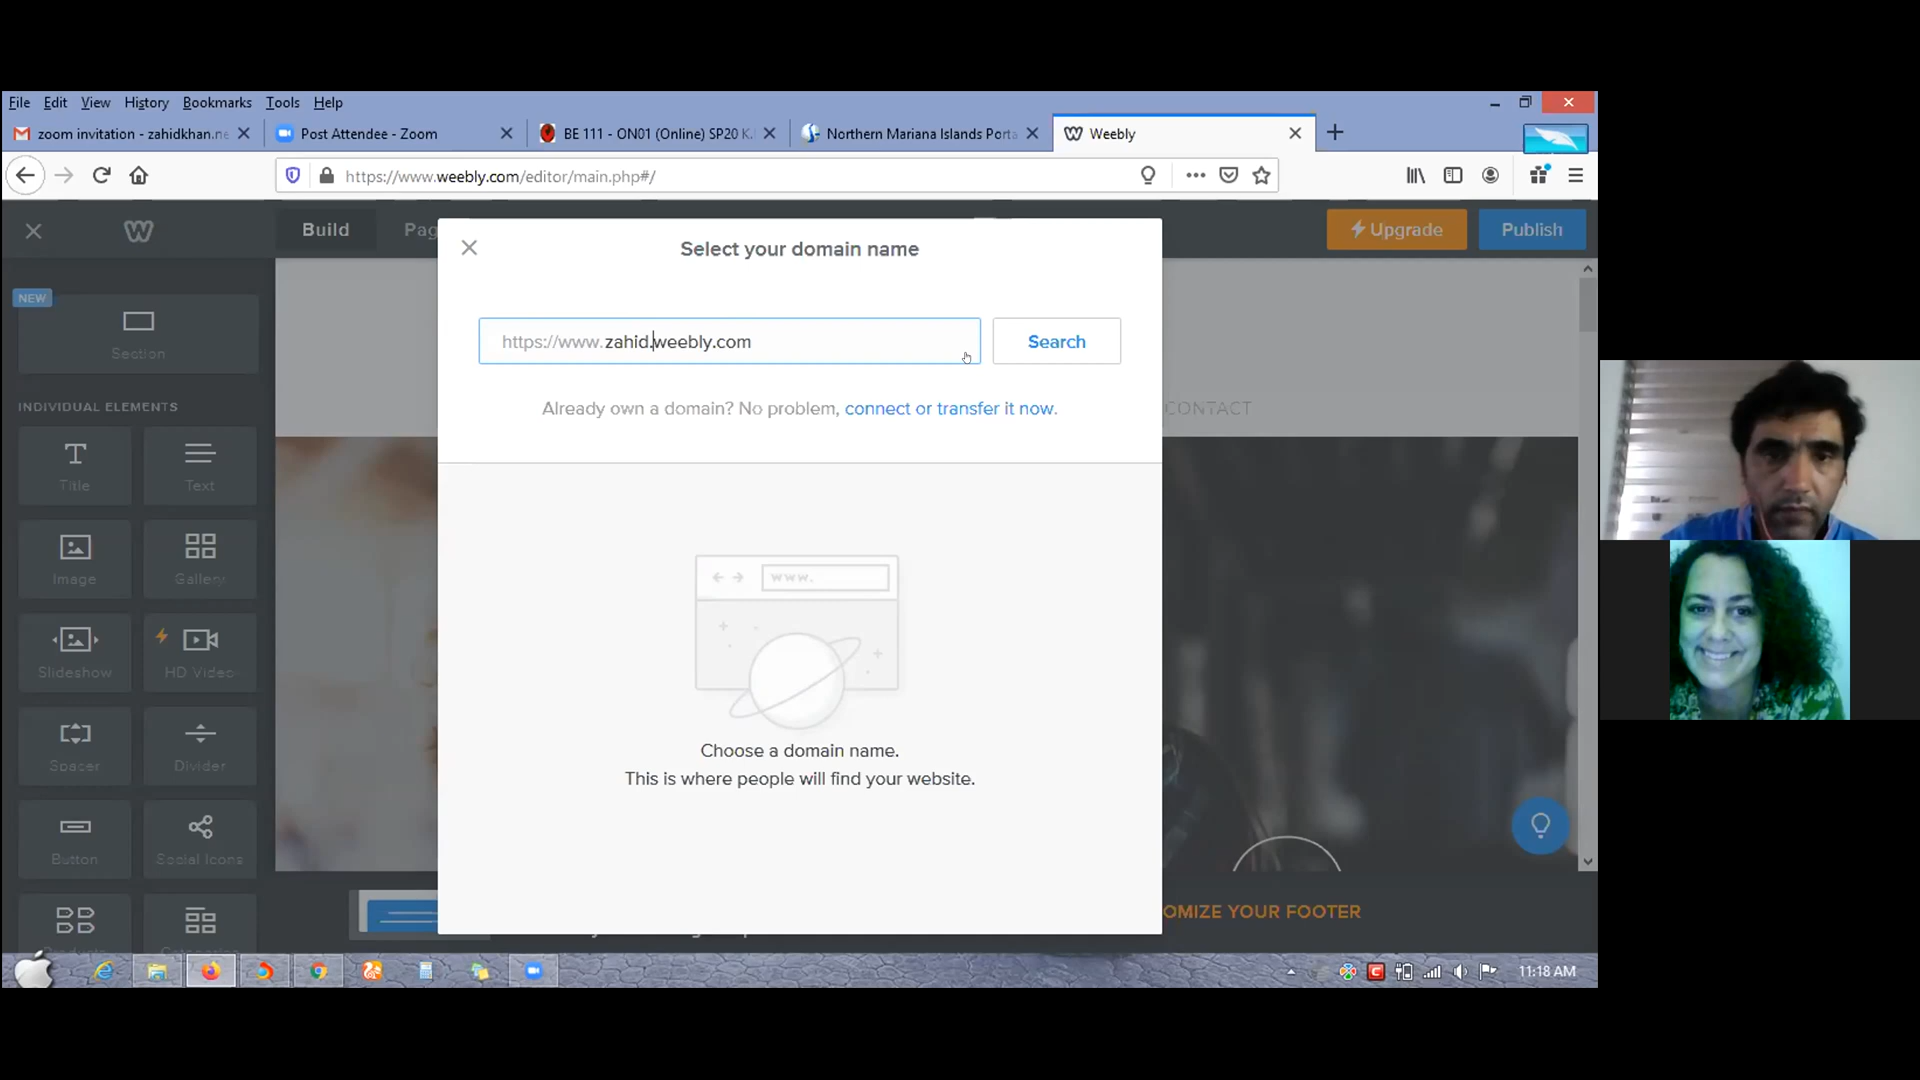 File Edit View History Bookmarks Tools Help
zoom invitation - zahidkhan.ne
Post Attendee - Zoom
BE 111 - ON01 (Online) SP20 K.
Northern Mariana Islands Porta
Weebly
https://www.weebly.com/editor/main.php#/
Build
Pag
Upgrade
Publish
Select your domain name
NEW
Section
https://www.zahid.weebly.com
Search
Already own a domain? No problem, connect or transfer it now.
CONTACT
INDIVIDUAL ELEMENTS
Title
Text
Image
Gallery
Slideshow
HD Video
www.
Spacer
Divider
Choose a domain name.
This is where people will find your website.
Button
Social Icons
OMIZE YOUR FOOTER
11:18 AM